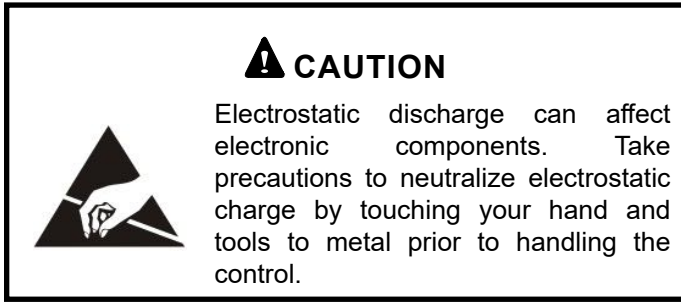 CAUTION
Electrostatic discharge can affect
electronic components. Take
precautions to neutralize electrostatic
charge by touching your hand and
tools to metal prior to handling the
control.